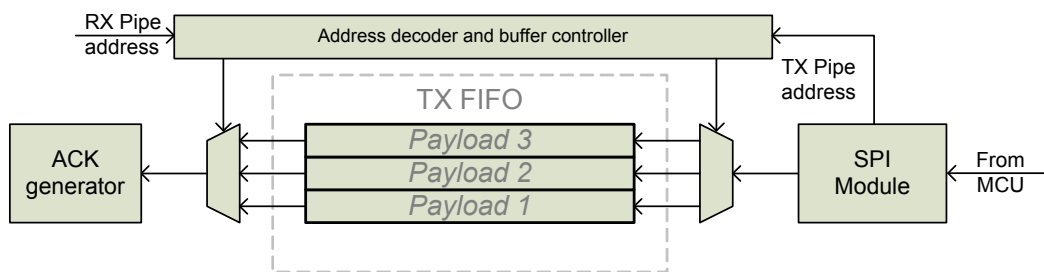 RX Pipe
address
Address decoder and buffer controller
TX Pipe
address
TX FIFO
Payload 3
Payload 2
Payload 1
ACK
generator
SPI
Module
From
MCU